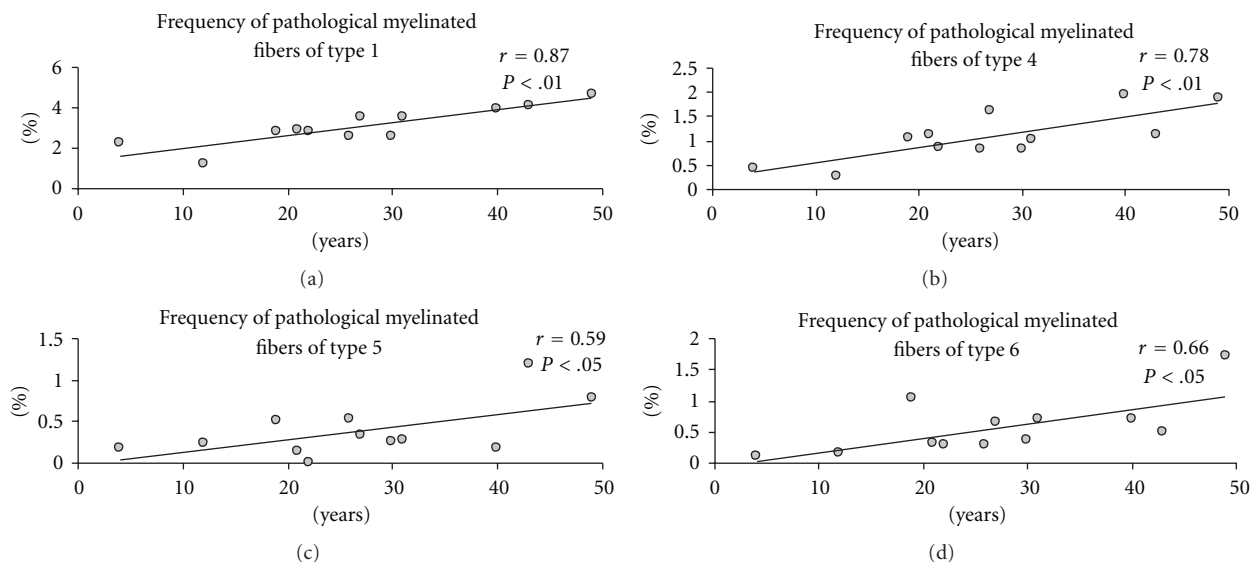 Frequency of pathological myelinated
fibers of type 1
r = 0.87
P < .01
6
4
2
0
(%)
0 10 20 30 40 50
(years)
(a)
Frequency of pathological myelinated
fibers of type 4
r = 0.78
P < .01
2.5
2
1.5
1
0.5
0
(%)
0 10 20 30 40 50
(years)
(b)
Frequency of pathological myelinated
fibers of type 5
r = 0.59
P < .05
1.5
1
0.5
0
(%)
0 10 20 30 40 50
(years)
(c)
Frequency of pathological myelinated
fibers of type 6
r = 0.66
P < .05
2
1.5
1
0.5
0
(%)
0 10 20 30 40 50
(years)
(d)